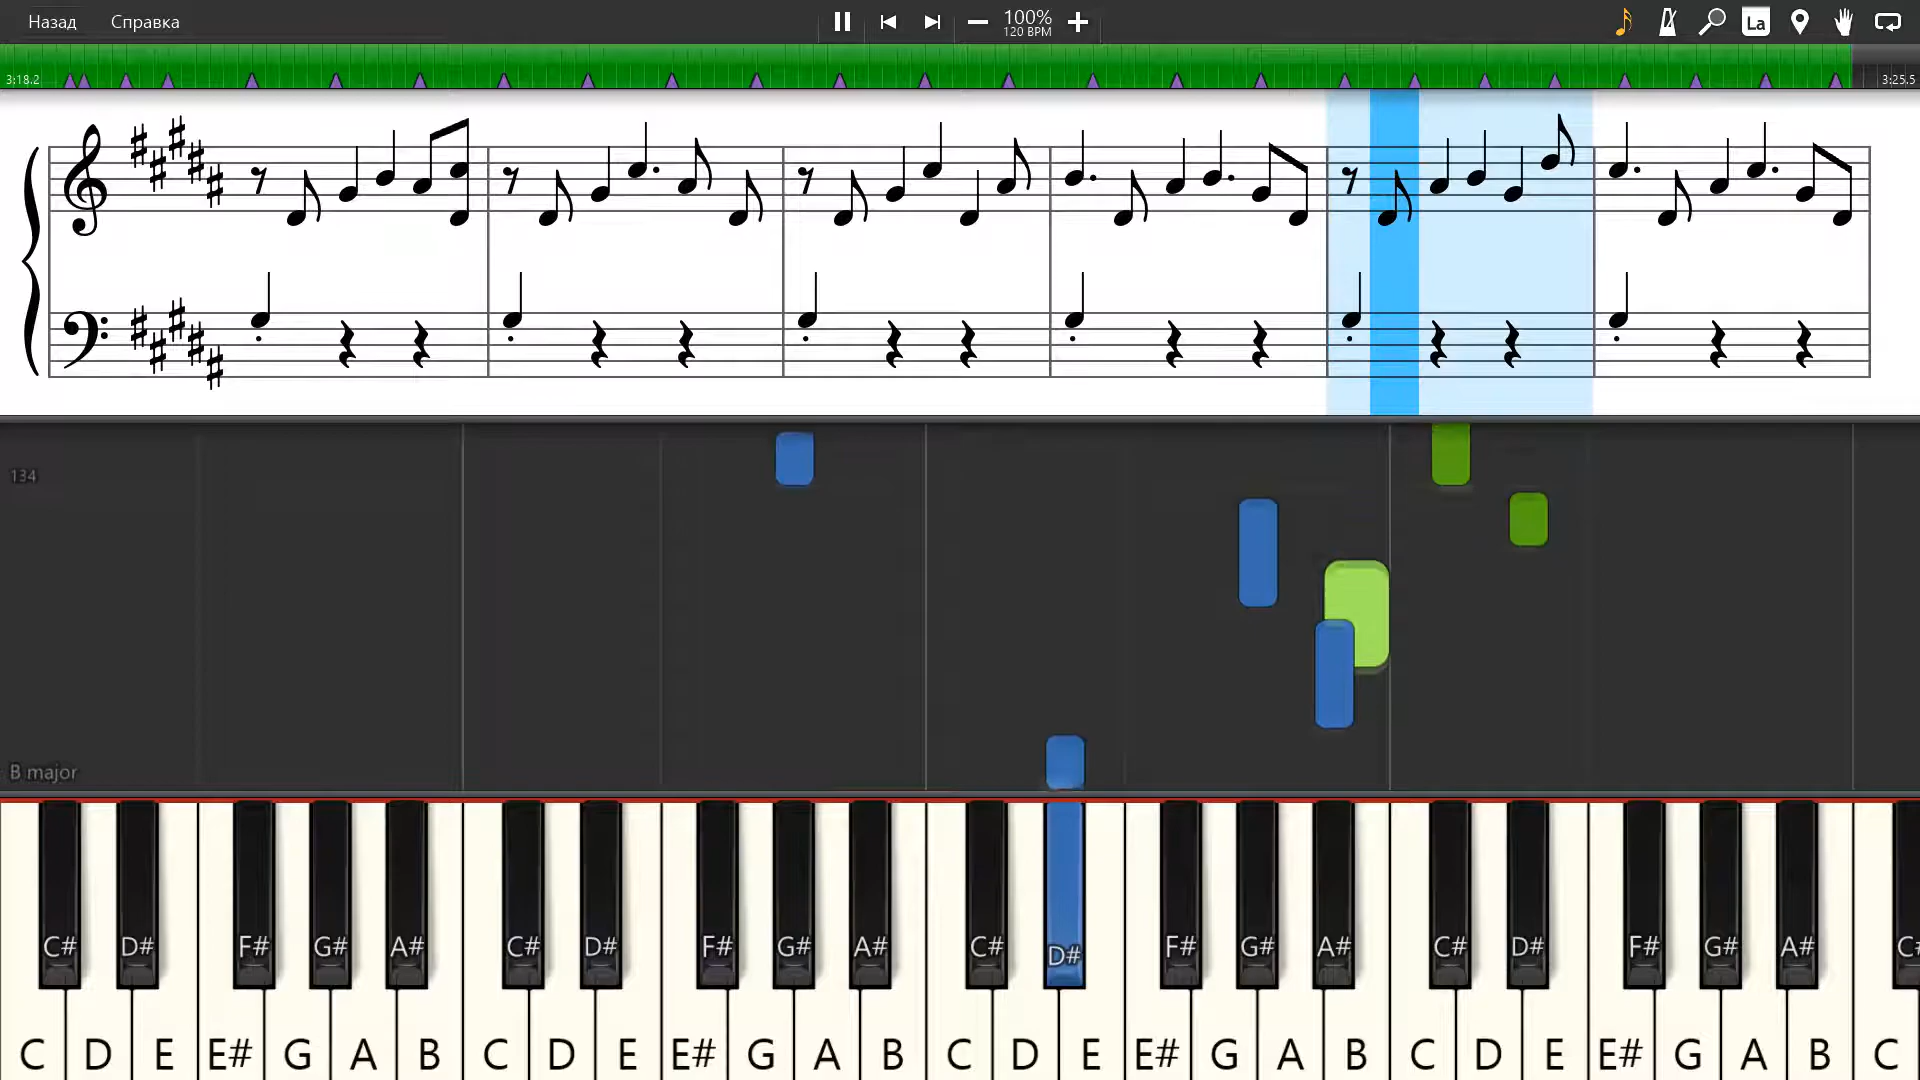 Назад Справка
100%
120 BPM
La
3:18.2 3:25.5
134
B major
C# D# F# G# A# C# D# F# G# A# C# D# F# G# A# C# D# F# G# A# C#
C D E E# G A B C D E E# G A B C D E E# G A B C D E E# G A B C